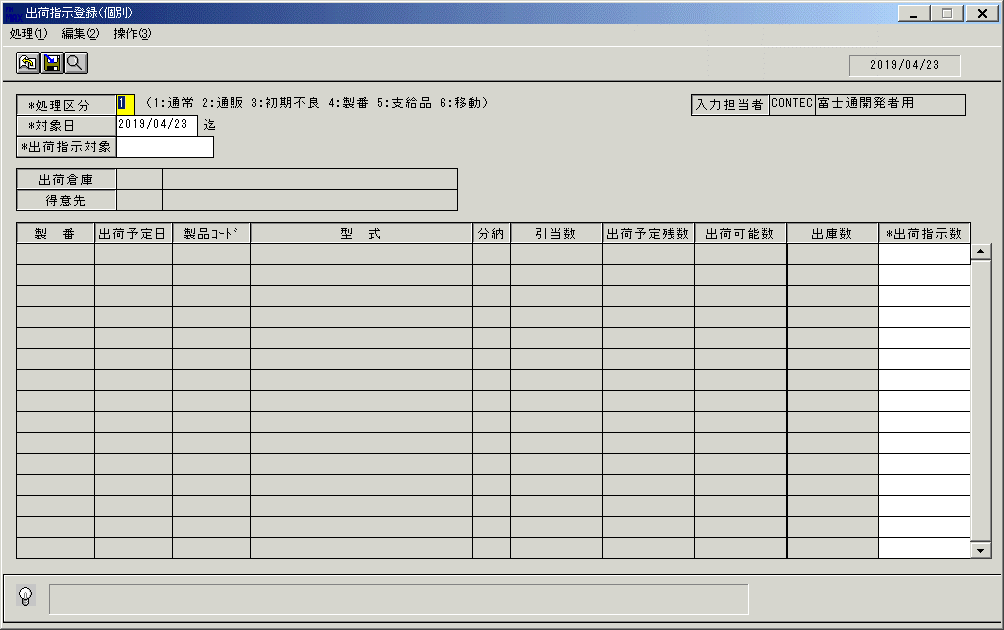 出荷指示登録(個別)
処理(1) 編集(2) 操作(3)
2019/04/23
*処理区分 1 (1:通常 2:通販 3:初期不良 4:製番 5:支給品 6:移動) 入力担当者 CONTEC 富士通開発者用
*対象日 2019/04/23 迄
*出荷指示対象
出荷倉庫
得意先
製 番 出荷予定日 製品コード 型 式 分納 引当数 出荷予定残数 出荷可能数 出庫数 *出荷指示数